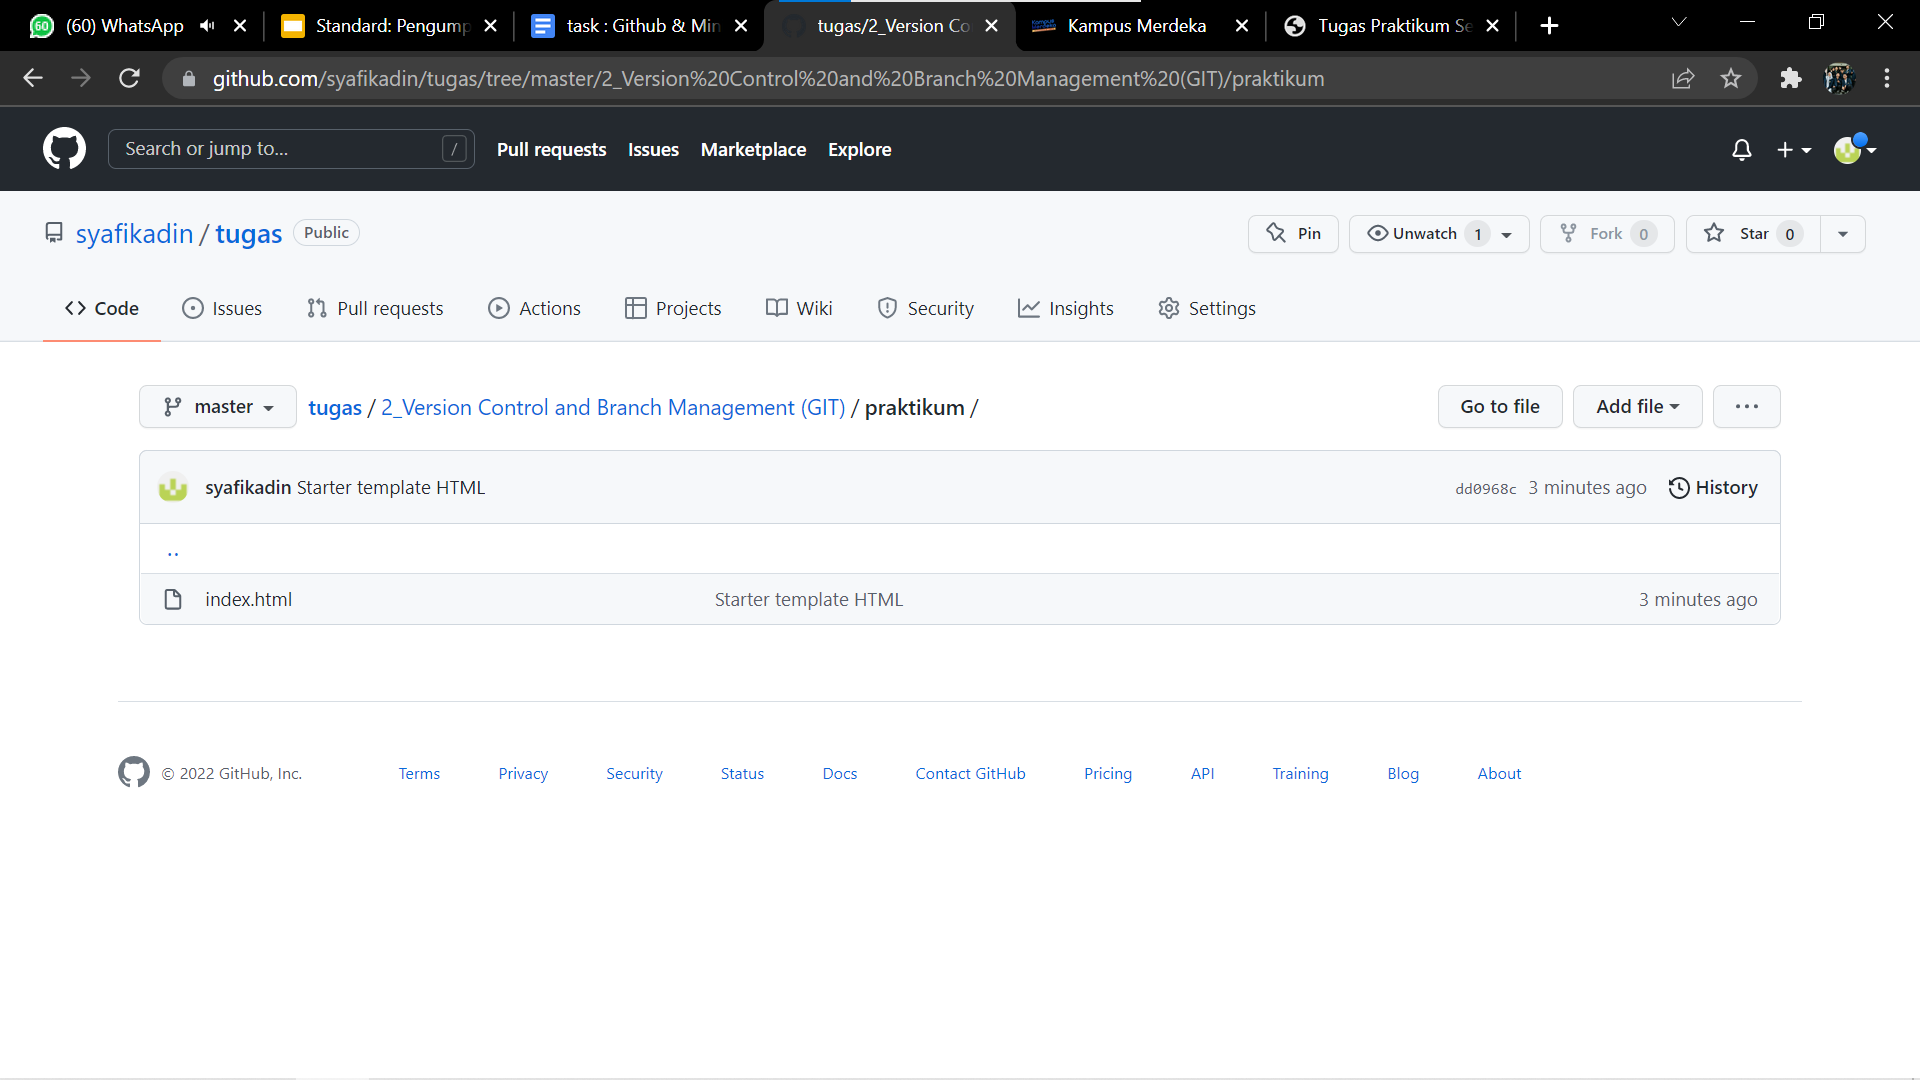 (60) WhatsApp
Standard: Pengump
task : Github & Min
tugas/2_Version Co
Kampus Merdeka
Tugas Praktikum Se
github.com/syafikadin/tugas/tree/master/2_Version%20Control%20and%20Branch%20Management%20(GIT)/praktikum
Search or jump to... /
Pull requests Issues Marketplace Explore
syafikadin / tugas Public
Pin Unwatch 1 Fork 0 Star 0
Code Issues Pull requests Actions Projects Wiki Security Insights Settings
master tugas / 2_Version Control and Branch Management (GIT) / praktikum / Go to file Add file ...
syafikadin Starter template HTML dd0968c 3 minutes ago History
..
index.html Starter template HTML 3 minutes ago
© 2022 GitHub, Inc. Terms Privacy Security Status Docs Contact GitHub Pricing API Training Blog About